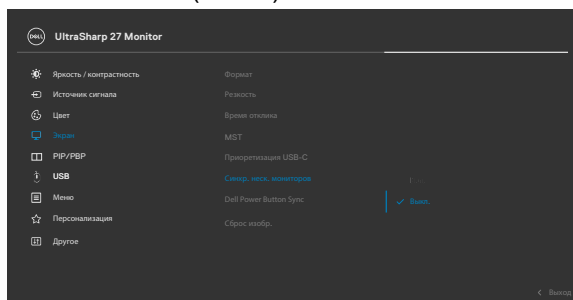 DELL UltraSharp 27 Monitor
Яркость / контрастность
Формат
Источник сигнала
Резкость
Цвет
Время отклика
Экран
MST
PIP/PBP
Приоретизация USB-C
USB
Синхр. неск. мониторов
Меню
Dell Power Button Sync
Выкл.
Персонализация
Сброс изобр.
Другое
Выход